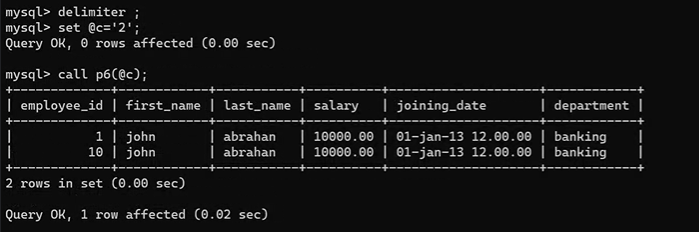 mysql> delimiter ;
mysql> set @c='2';
Query OK, 0 rows affected (0.00 sec)
mysql> call p6(@c);
+-------------+------------+-----------+----------+--------------------+------------+
| employee_id | first_name | last_name | salary   | joining_date       | department |
+-------------+------------+-----------+----------+--------------------+------------+
|           1 | john       | abrahan   | 10000.00 | 01-jan-13 12.00.00 | banking    |
|          10 | john       | abrahan   | 10000.00 | 01-jan-13 12.00.00 | banking    |
+-------------+------------+-----------+----------+--------------------+------------+
2 rows in set (0.00 sec)
Query OK, 1 row affected (0.02 sec)